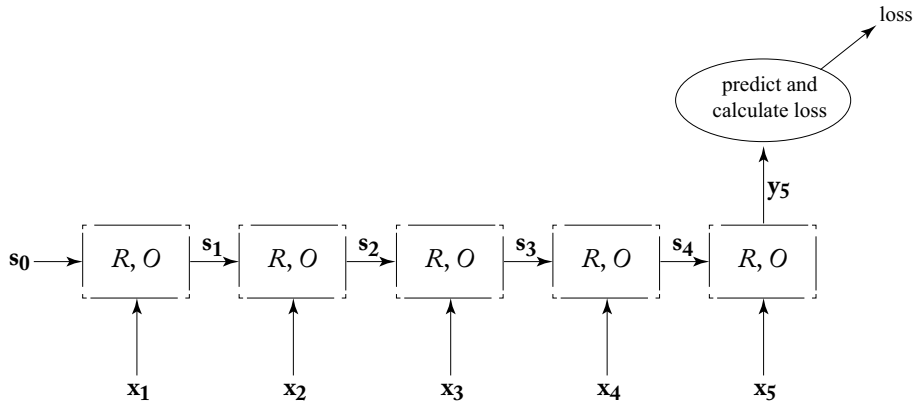 loss
predict and
calculate loss
y5
s0 R, O s1 R, O s2 R, O s3 R, O s4 R, O
x1 x2 x3 x4 x5